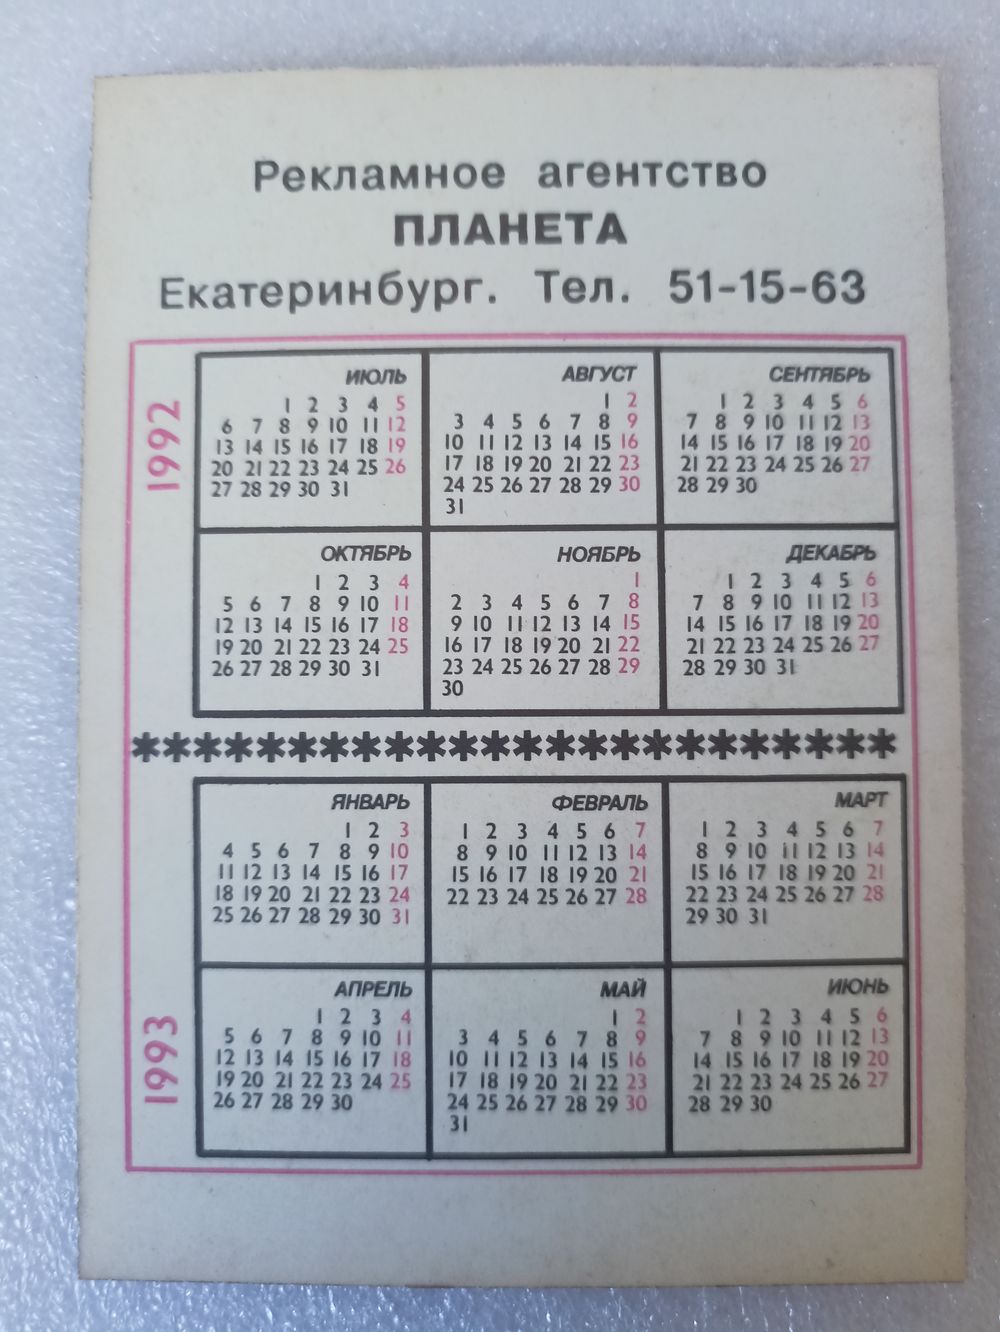 Рекламное агентство
ПЛАНЕТА
Екатеринбург. Тел. 51-15-63
1992
ИЮЛЬ
1 2 3 4 5
6 7 8 9 10 11 12
13 14 15 16 17 18 19
20 21 22 23 24 25 26
27 28 29 30 31
АВГУСТ
1 2
3 4 5 6 7 8 9
10 11 12 13 14 15 16
17 18 19 20 21 22 23
24 25 26 27 28 29 30
31
СЕНТЯБРЬ
1 2 3 4 5 6
7 8 9 10 11 12 13
14 15 16 17 18 19 20
21 22 23 24 25 26 27
28 29 30
ОКТЯБРЬ
1 2 3 4
5 6 7 8 9 10 11
12 13 14 15 16 17 18
19 20 21 22 23 24 25
26 27 28 29 30 31
НОЯБРЬ
1
2 3 4 5 6 7 8
9 10 11 12 13 14 15
16 17 18 19 20 21 22
23 24 25 26 27 28 29
30
ДЕКАБРЬ
1 2 3 4 5 6
7 8 9 10 11 12 13
14 15 16 17 18 19 20
21 22 23 24 25 26 27
28 29 30 31
************************
1993
ЯНВАРЬ
1 2 3
4 5 6 7 8 9 10
11 12 13 14 15 16 17
18 19 20 21 22 23 24
25 26 27 28 29 30 31
ФЕВРАЛЬ
1 2 3 4 5 6 7
8 9 10 11 12 13 14
15 16 17 18 19 20 21
22 23 24 25 26 27 28
МАРТ
1 2 3 4 5 6 7
8 9 10 11 12 13 14
15 16 17 18 19 20 21
22 23 24 25 26 27 28
29 30 31
АПРЕЛЬ
1 2 3 4
5 6 7 8 9 10 11
12 13 14 15 16 17 18
19 20 21 22 23 24 25
26 27 28 29 30
МАЙ
1 2
3 4 5 6 7 8 9
10 11 12 13 14 15 16
17 18 19 20 21 22 23
24 25 26 27 28 29 30
31
ИЮНЬ
1 2 3 4 5 6
7 8 9 10 11 12 13
14 15 16 17 18 19 20
21 22 23 24 25 26 27
28 29 30